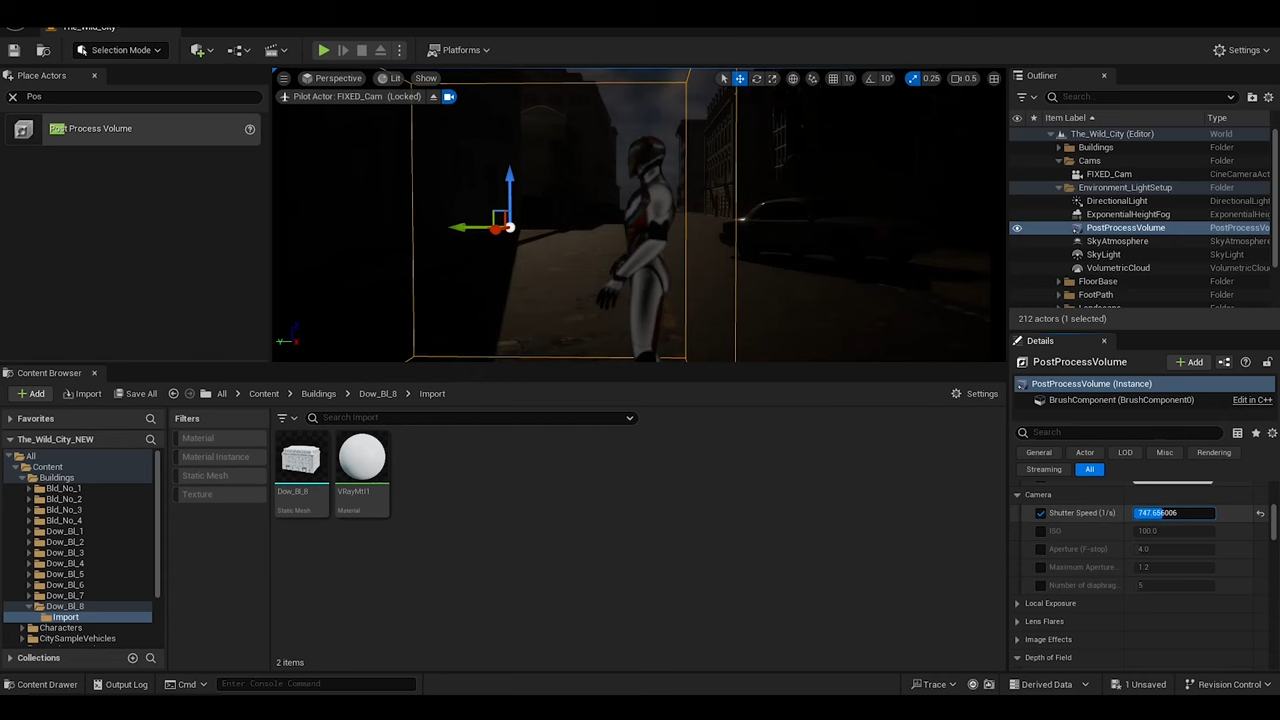 The_Wild_City
Selection Mode
Platforms
Settings
Place Actors
Pos
Post Process Volume
Perspective
Lit
Show
10
10°
0.25
0.5
Pilot Actor: FIXED_Cam (Locked)
Outliner
Search...
Item Label
Type
The_Wild_City (Editor)
World
Buildings
Folder
Cams
Folder
FIXED_Cam
CineCameraAct
Environment_LightSetup
Folder
DirectionalLight
DirectionalLight
ExponentialHeightFog
ExponentialHei
PostProcessVolume
PostProcessVo
SkyAtmosphere
SkyAtmosphere
SkyLight
SkyLight
VolumetricCloud
VolumetricClou
FloorBase
Folder
FootPath
Folder
212 actors (1 selected)
Details
PostProcessVolume
Add
PostProcessVolume (Instance)
BrushComponent (BrushComponent0)
Edit in C++
Search
General
Actor
LOD
Misc
Rendering
Streaming
All
Camera
Shutter Speed (1/s)
747.656006
ISO
100.0
Aperture (F-stop)
4.0
Maximum Aperture...
1.2
Number of diaphrag...
5
Local Exposure
Lens Flares
Image Effects
Depth of Field
Content Browser
Add
Import
Save All
All
Content
Buildings
Dow_Bl_8
Import
Settings
Favorites
The_Wild_City_NEW
All
Content
Buildings
Bld_No_1
Bld_No_2
Bld_No_3
Bld_No_4
Dow_Bl_1
Dow_Bl_2
Dow_Bl_3
Dow_Bl_4
Dow_Bl_5
Dow_Bl_6
Dow_Bl_7
Dow_Bl_8
Import
Characters
CitySampleVehicles
Collections
Filters
Material
Material Instance
Static Mesh
Texture
Search Import
Dow_Bl_8
Static Mesh
VRayMtl1
Material
2 items
Content Drawer
Output Log
Cmd
Enter Console Command
Trace
Derived Data
1 Unsaved
Revision Control